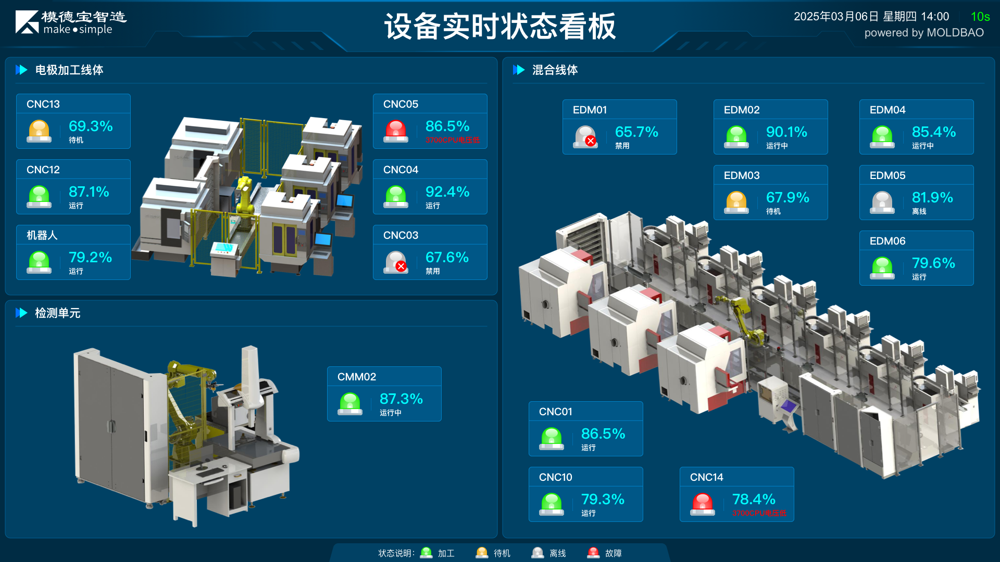 模德宝智造
make•simple
设备实时状态看板
2025年03月06日 星期四 14:00
10s
powered by MOLDBAO
电极加工线体
CNC13
69.3%
待机
CNC12
87.1%
运行
机器人
79.2%
运行
CNC05
86.5%
3700CPU电压低
CNC04
92.4%
运行
CNC03
67.6%
禁用
检测单元
CMM02
87.3%
运行中
混合线体
EDM01
65.7%
禁用
EDM02
90.1%
运行中
EDM04
85.4%
运行中
EDM03
67.9%
待机
EDM05
81.9%
离线
EDM06
79.6%
运行
CNC01
86.5%
运行
CNC10
79.3%
运行
CNC14
78.4%
3700CPU电压低
状态说明： 加工 待机 离线 故障